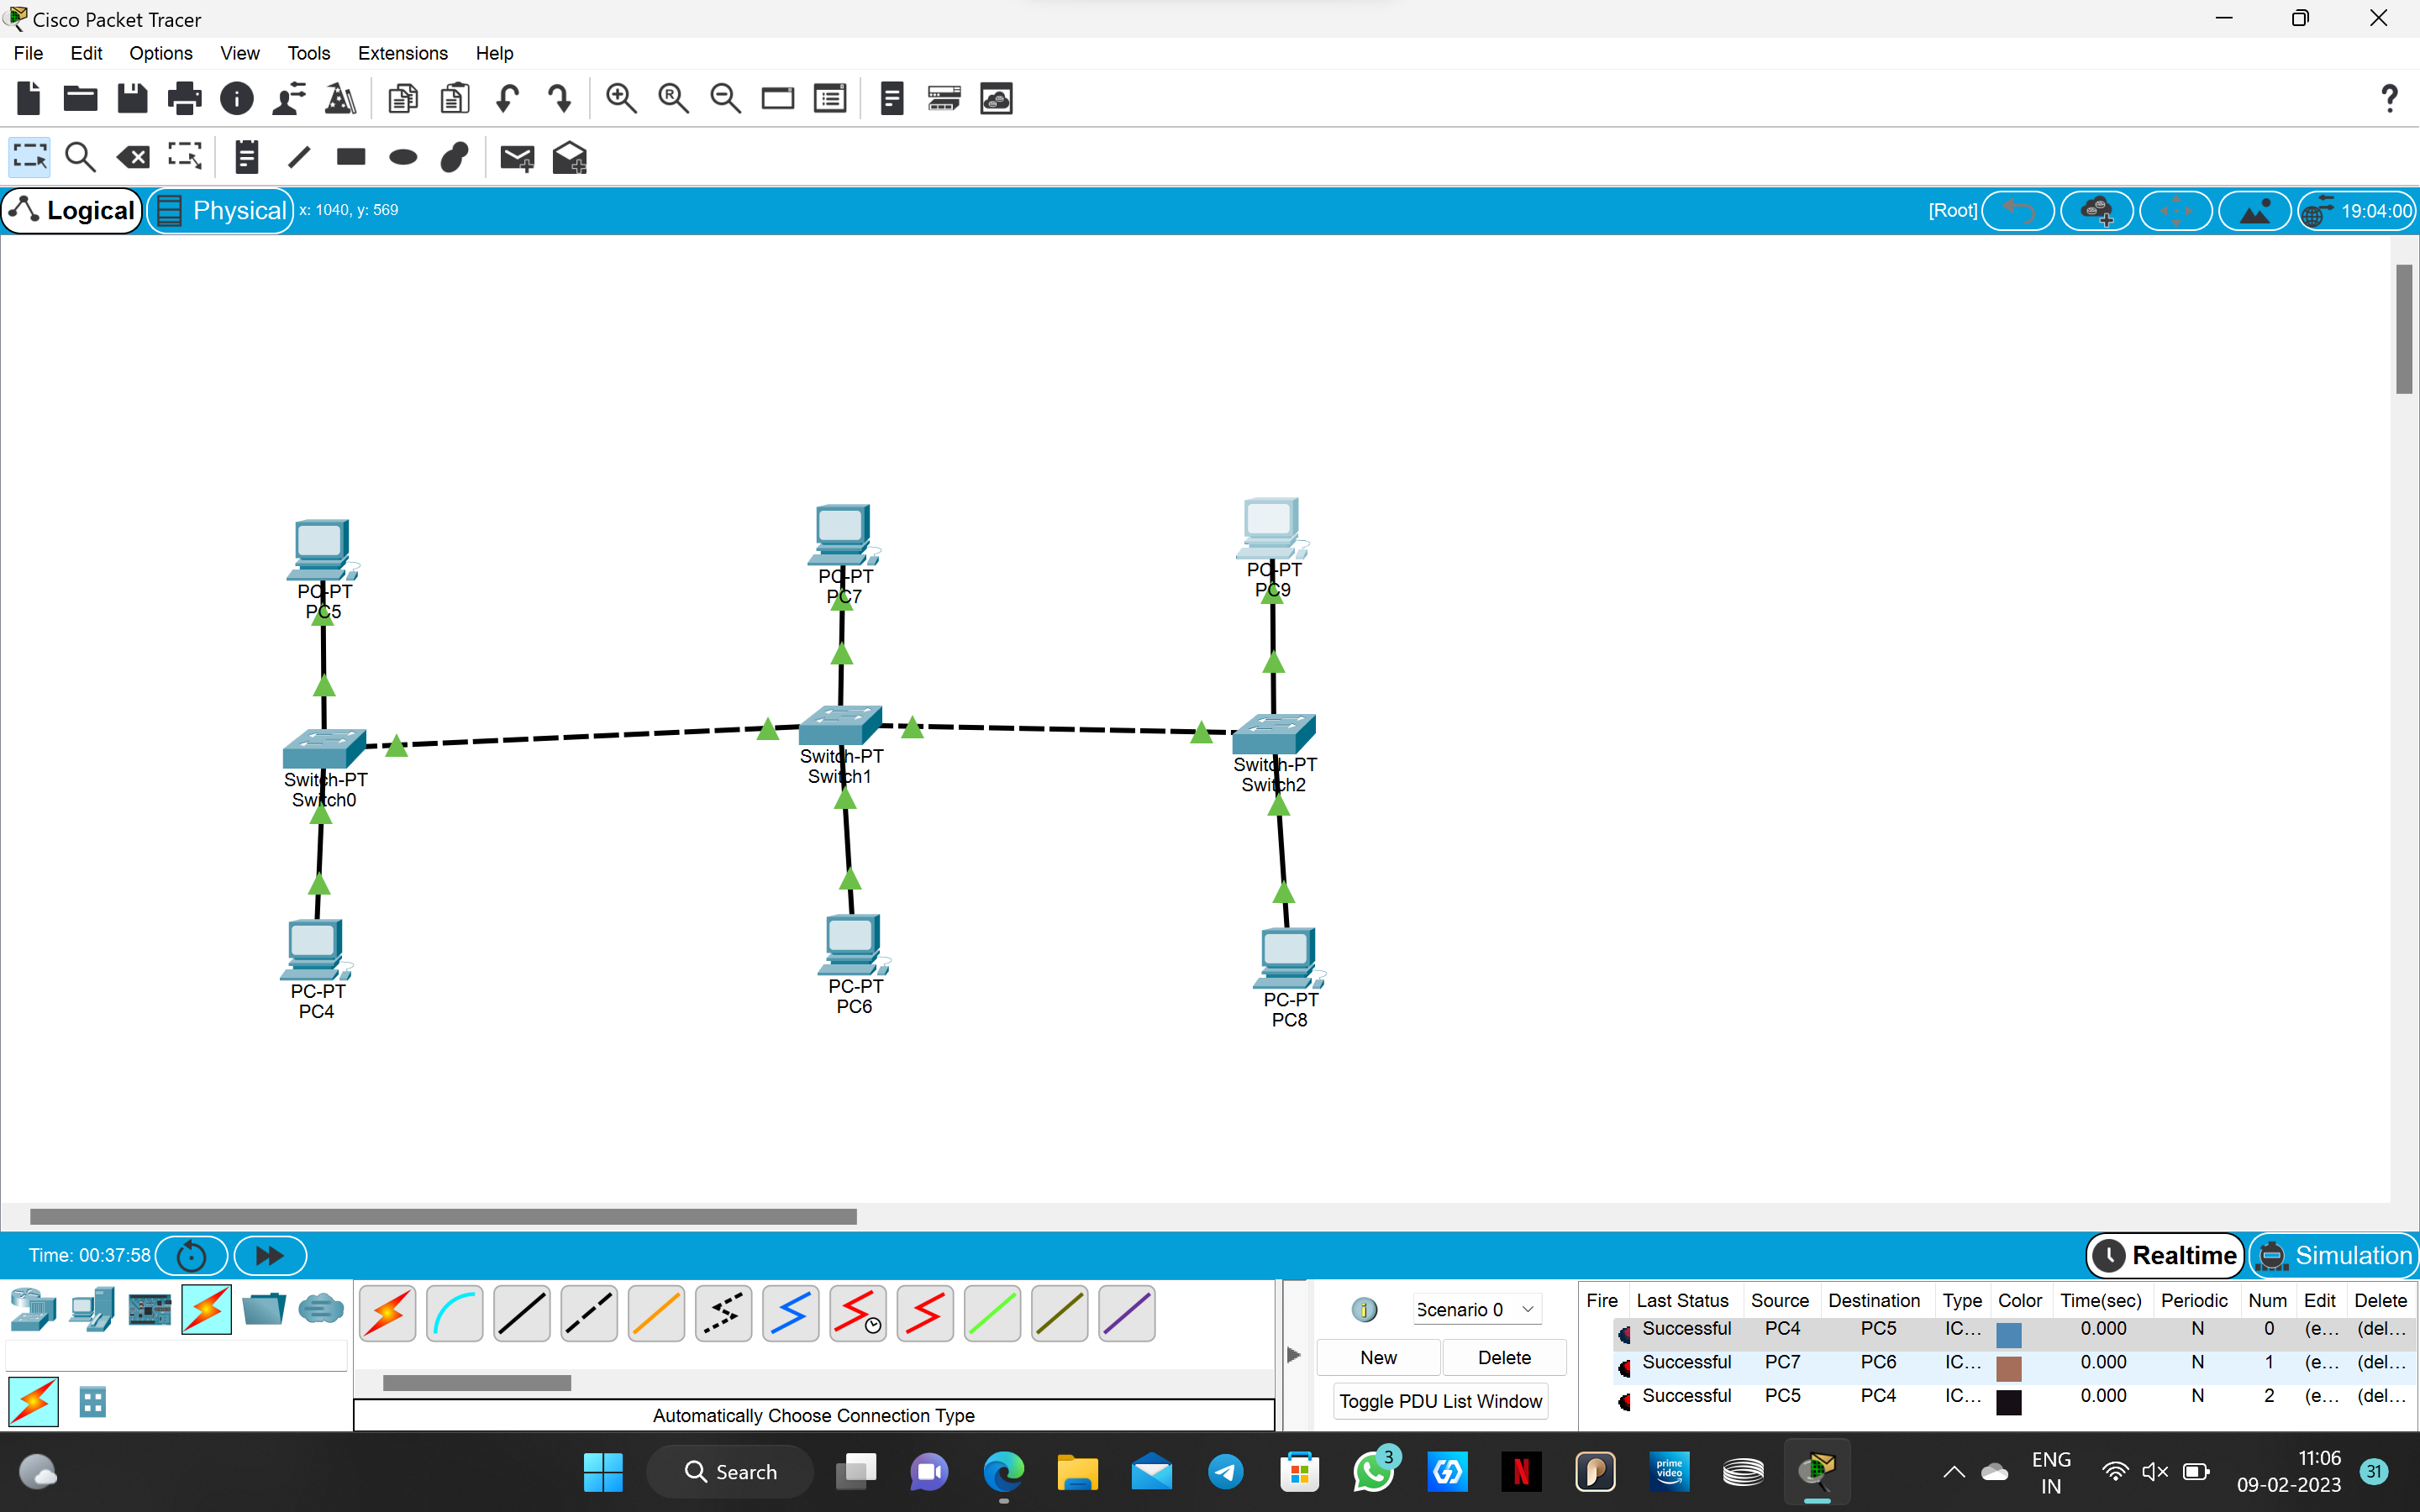 Cisco Packet Tracer
File Edit Options View Tools Extensions Help
Logical Physical x: 1040, y: 569 [Root] 19:04:00
PC-PT
PC5
PC-PT
PC7
PC-PT
PC9
Switch-PT
Switch0
Switch-PT
Switch1
Switch-PT
Switch2
PC-PT
PC4
PC-PT
PC6
PC-PT
PC8
Time: 00:37:58 Realtime Simulation
Scenario 0
New Delete
Toggle PDU List Window
Fire Last Status Source Destination Type Color Time(sec) Periodic Num Edit Delete
Successful PC4 PC5 IC... 0.000 N 0 (e... (del...
Successful PC7 PC6 IC... 0.000 N 1 (e... (del...
Successful PC5 PC4 IC... 0.000 N 2 (e... (del...
Automatically Choose Connection Type
Search
3
prime
video
ENG
IN
11:06
09-02-2023
31